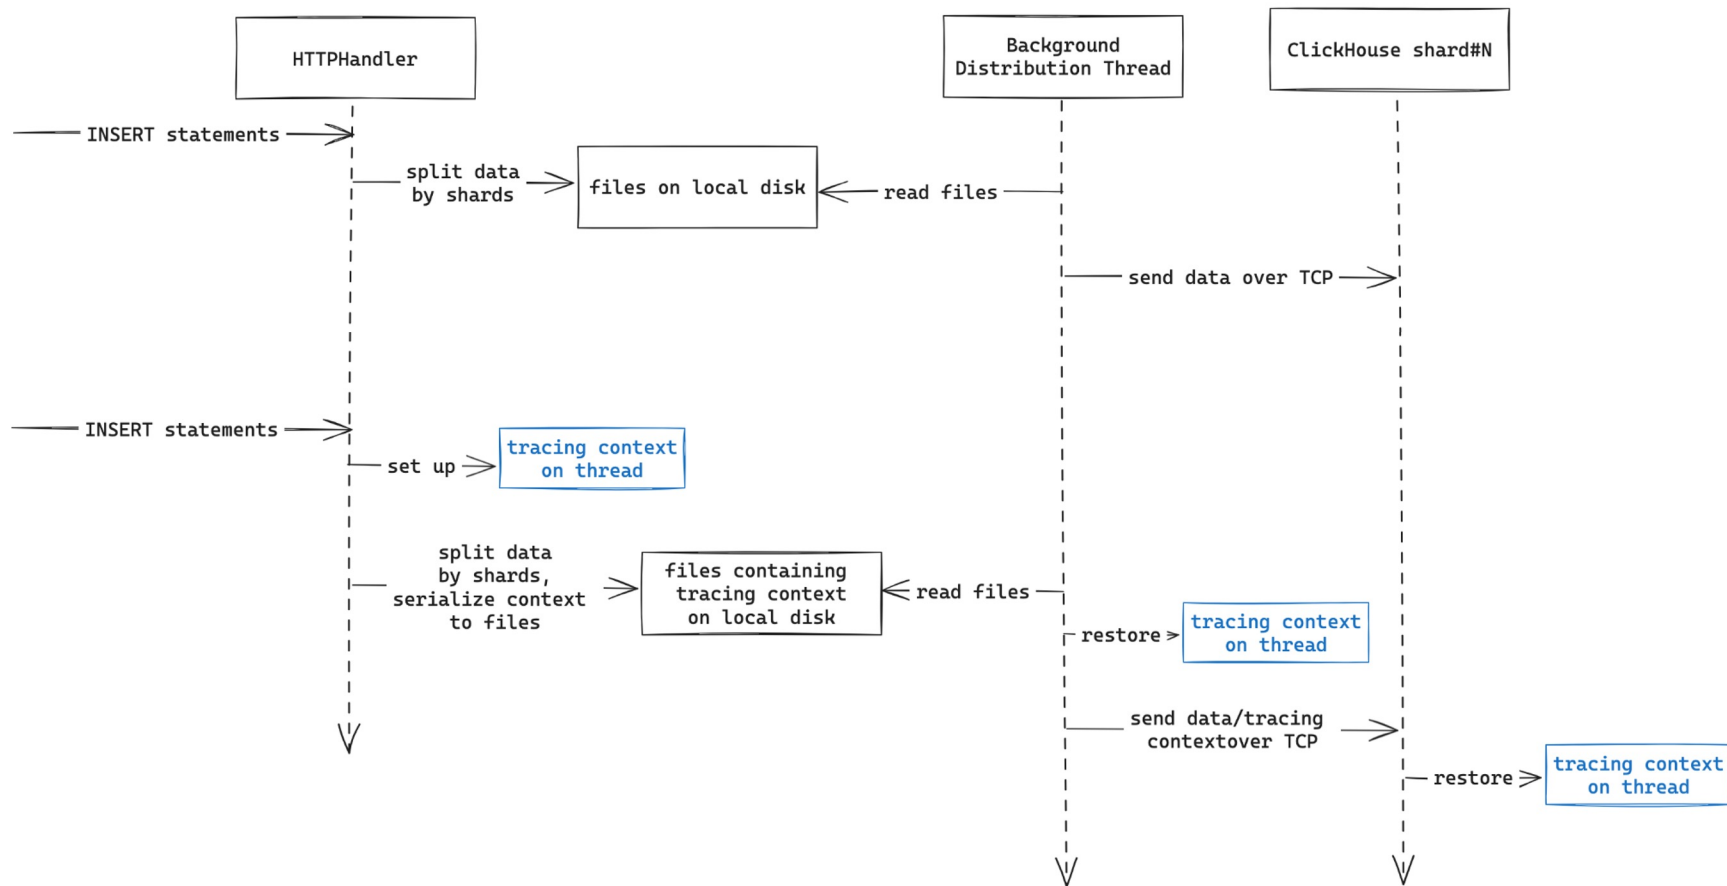 HTTPHandler
Background
Distribution Thread
ClickHouse shard#N
INSERT statements
split data
by shards
files on local disk
read files
send data over TCP
INSERT statements
set up
tracing context
on thread
split data
by shards,
serialize context
to files
files containing
tracing context
on local disk
read files
restore
tracing context
on thread
send data/tracing
contextover TCP
restore
tracing context
on thread